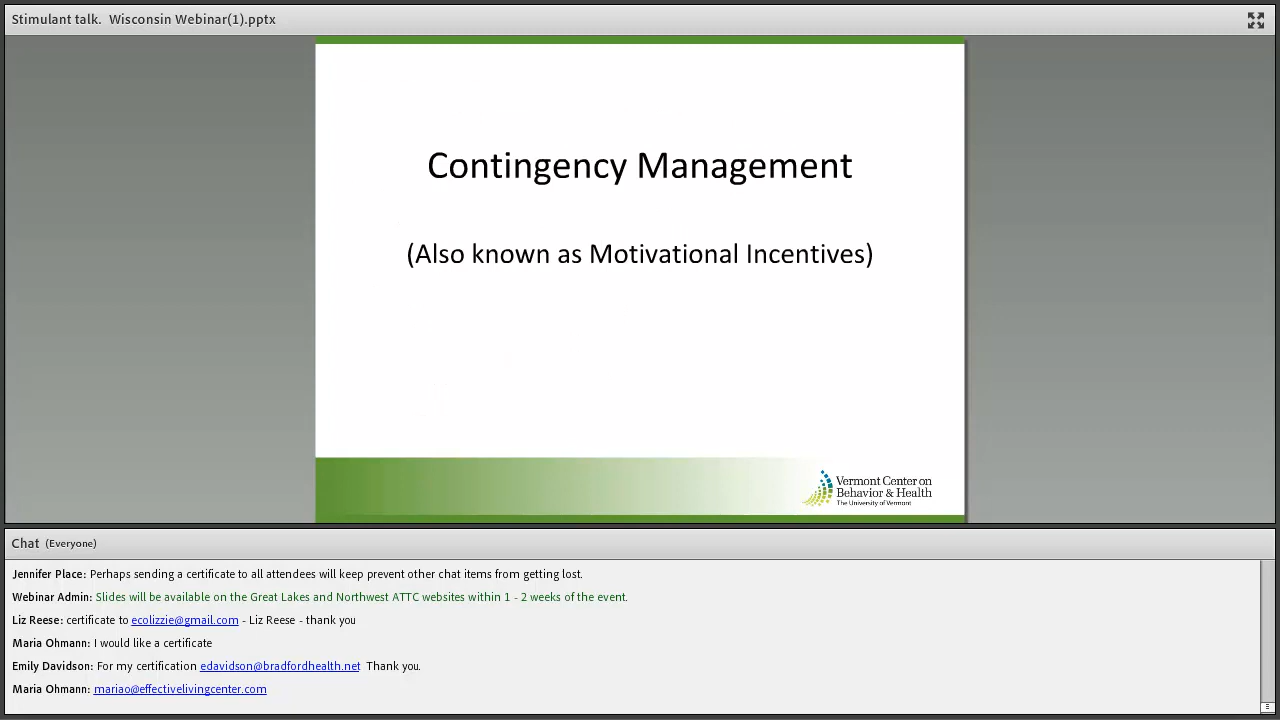 Stimulant talk.  Wisconsin Webinar(1).pptx
Contingency Management
(Also known as Motivational Incentives)
Vermont Center on
Behavior & Health
The University of Vermont
Chat (Everyone)
Jennifer Place: Perhaps sending a certificate to all attendees will keep prevent other chat items from getting lost.
Webinar Admin: Slides will be available on the Great Lakes and Northwest ATTC websites within 1 - 2 weeks of the event.
Liz Reese: certificate to ecolizzie@gmail.com - Liz Reese - thank you
Maria Ohmann: I would like a certificate
Emily Davidson: For my certification edavidson@bradfordhealth.net  Thank you.
Maria Ohmann: mariao@effectivelivingcenter.com